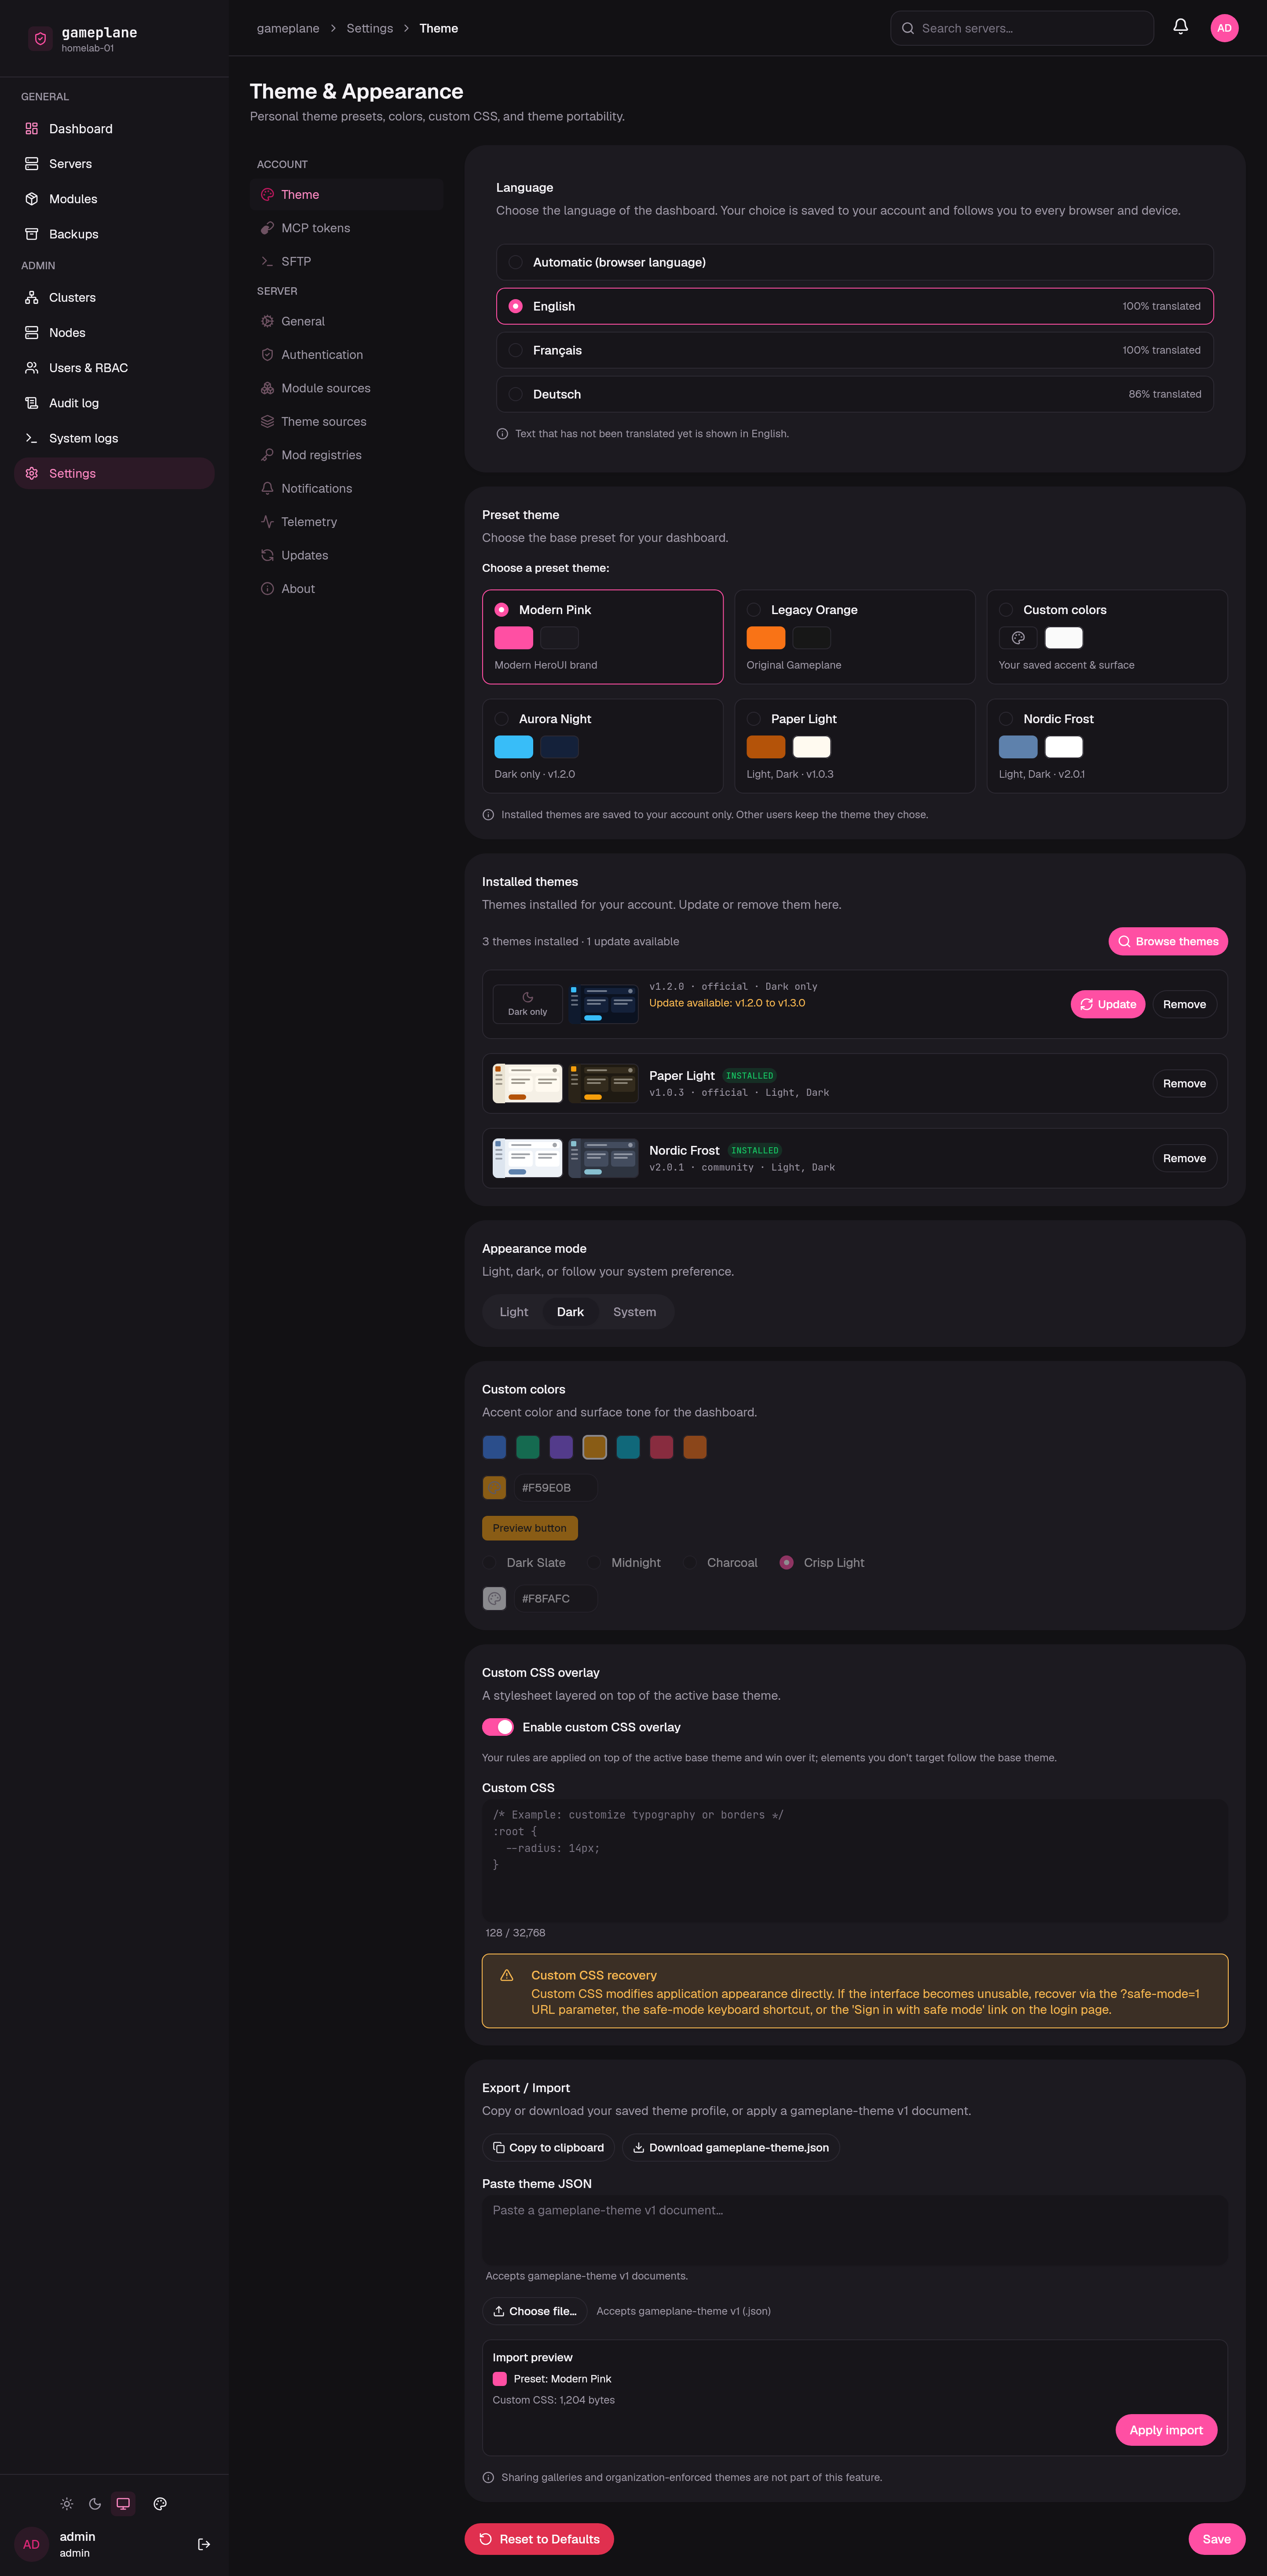 gameplane
homelab-01
GENERAL
Dashboard
Servers
Modules
Backups
ADMIN
Clusters
Nodes
Users & RBAC
Audit log
System logs
Settings
AD
admin
admin
gameplane > Settings > Theme
Search servers...
AD
Theme & Appearance
Personal theme presets, colors, custom CSS, and theme portability.
ACCOUNT
Theme
MCP tokens
SFTP
SERVER
General
Authentication
Module sources
Theme sources
Mod registries
Notifications
Telemetry
Updates
About
Language
Choose the language of the dashboard. Your choice is saved to your account and follows you to every browser and device.
Automatic (browser language)
English 100% translated
Français 100% translated
Deutsch 86% translated
Text that has not been translated yet is shown in English.
Preset theme
Choose the base preset for your dashboard.
Choose a preset theme:
Modern Pink
Modern HeroUI brand
Legacy Orange
Original Gameplane
Custom colors
Your saved accent & surface
Aurora Night
Dark only · v1.2.0
Paper Light
Light, Dark · v1.0.3
Nordic Frost
Light, Dark · v2.0.1
Installed themes are saved to your account only. Other users keep the theme they chose.
Installed themes
Themes installed for your account. Update or remove them here.
3 themes installed · 1 update available
Browse themes
Dark only
v1.2.0 · official · Dark only
Update available: v1.2.0 to v1.3.0
Update
Remove
Paper Light INSTALLED
v1.0.3 · official · Light, Dark
Remove
Nordic Frost INSTALLED
v2.0.1 · community · Light, Dark
Remove
Appearance mode
Light, dark, or follow your system preference.
Light Dark System
Custom colors
Accent color and surface tone for the dashboard.
#F59E0B
Preview button
Dark Slate Midnight Charcoal Crisp Light
#F8FAFC
Custom CSS overlay
A stylesheet layered on top of the active base theme.
Enable custom CSS overlay
Your rules are applied on top of the active base theme and win over it; elements you don't target follow the base theme.
Custom CSS
/* Example: customize typography or borders */
:root {
--radius: 14px;
}
128 / 32,768
Custom CSS recovery
Custom CSS modifies application appearance directly. If the interface becomes unusable, recover via the ?safe-mode=1
URL parameter, the safe-mode keyboard shortcut, or the 'Sign in with safe mode' link on the login page.
Export / Import
Copy or download your saved theme profile, or apply a gameplane-theme v1 document.
Copy to clipboard
Download gameplane-theme.json
Paste theme JSON
Paste a gameplane-theme v1 document...
Accepts gameplane-theme v1 documents.
Choose file... Accepts gameplane-theme v1 (.json)
Import preview
Preset: Modern Pink
Custom CSS: 1,204 bytes
Apply import
Sharing galleries and organization-enforced themes are not part of this feature.
Reset to Defaults
Save